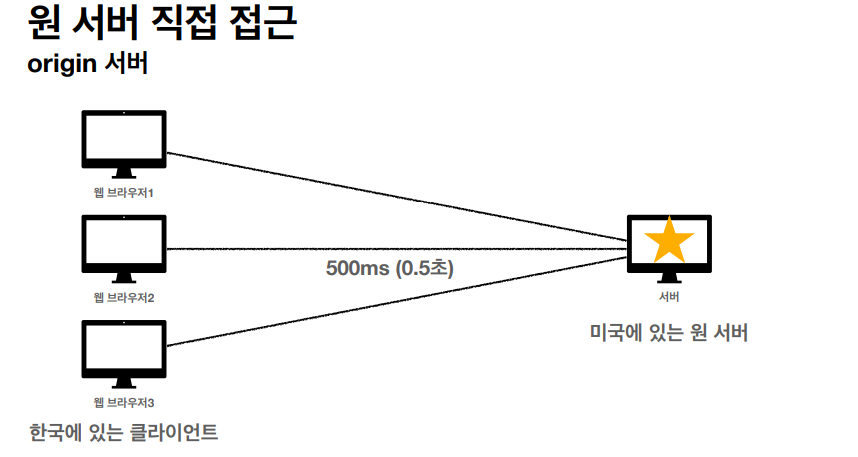 원 서버 직접 접근
origin 서버
웹 브라우저1
웹 브라우저2
500ms (0.5초)
서버
미국에 있는 원 서버
웹 브라우저3
한국에 있는 클라이언트